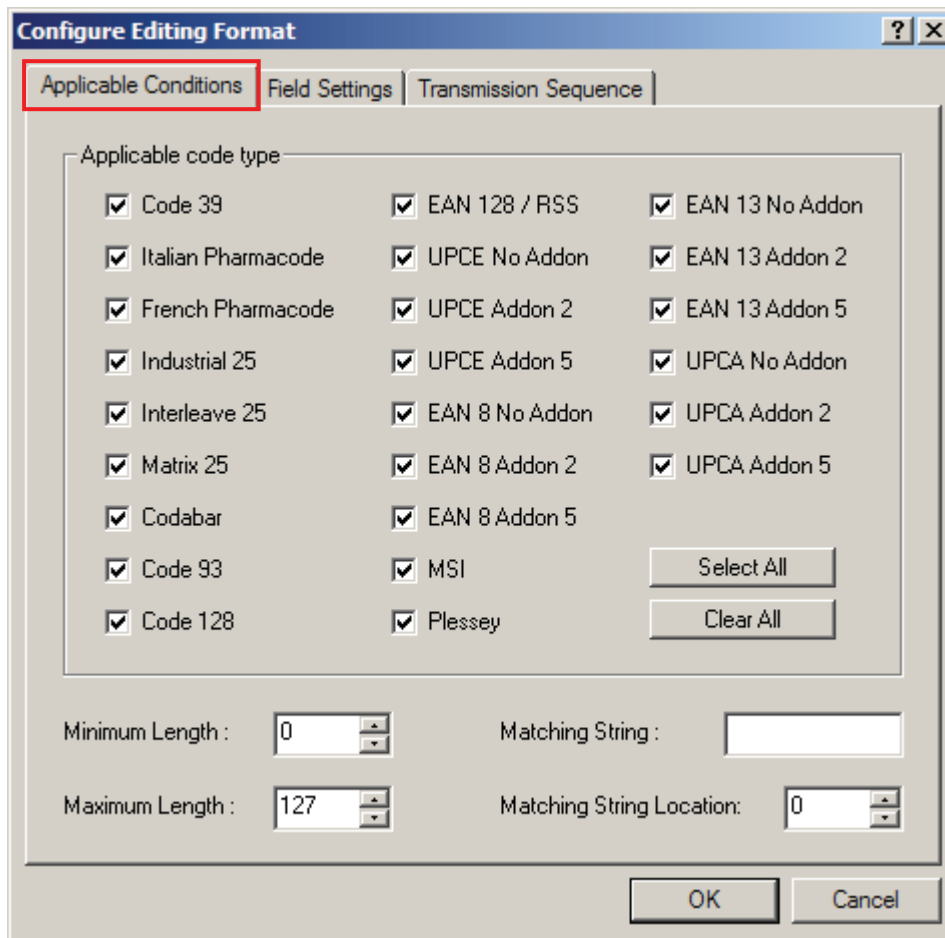 Configure Editing Format
Applicable Conditions Field Settings Transmission Sequence
Applicable code type
Code 39 EAN 128 / RSS EAN 13 No Addon
Italian Pharmacode UPCE No Addon EAN 13 Addon 2
French Pharmacode UPCE Addon 2 EAN 13 Addon 5
Industrial 25 UPCE Addon 5 UPCA No Addon
Interleave 25 EAN 8 No Addon UPCA Addon 2
Matrix 25 EAN 8 Addon 2 UPCA Addon 5
Codabar EAN 8 Addon 5
Code 93 MSI Select All
Code 128 Plessey Clear All
Minimum Length : 0 Matching String :
Maximum Length : 127 Matching String Location: 0
OK Cancel